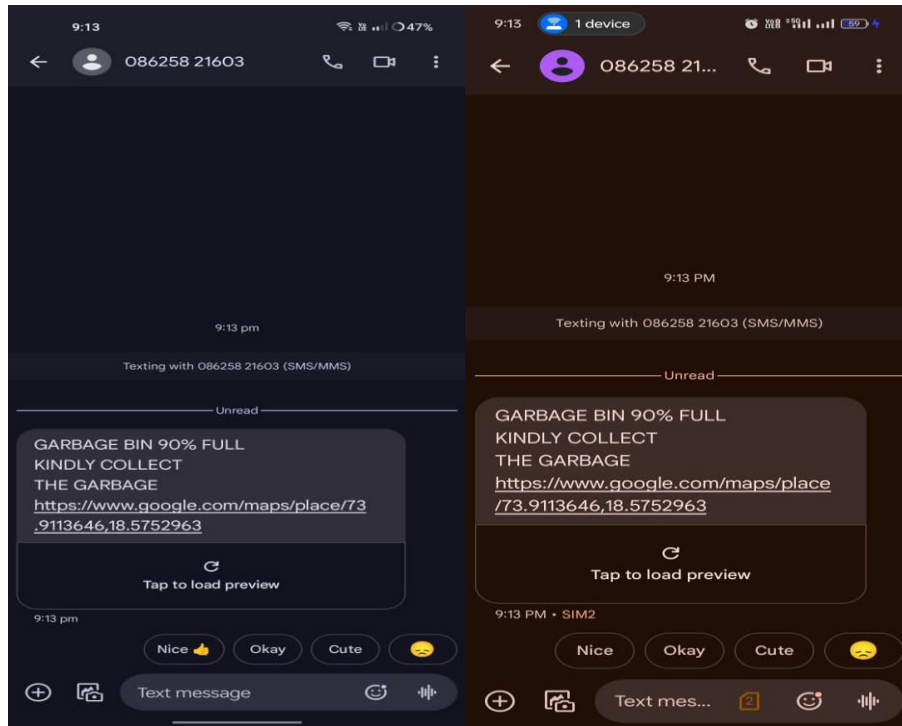 9:13
47%
086258 21603
9:13 pm
Texting with 086258 21603 (SMS/MMS)
Unread
GARBAGE BIN 90% FULL
KINDLY COLLECT
THE GARBAGE
https://www.google.com/maps/place/73
.9113646,18.5752963
Tap to load preview
9:13 pm
Nice 👍 Okay Cute 😞
Text message
9:13 1 device 59
086258 21...
9:13 PM
Texting with 086258 21603 (SMS/MMS)
Unread
GARBAGE BIN 90% FULL
KINDLY COLLECT
THE GARBAGE
https://www.google.com/maps/place
/73.9113646,18.5752963
Tap to load preview
9:13 PM • SIM2
Nice Okay Cute 😞
Text mes... 2